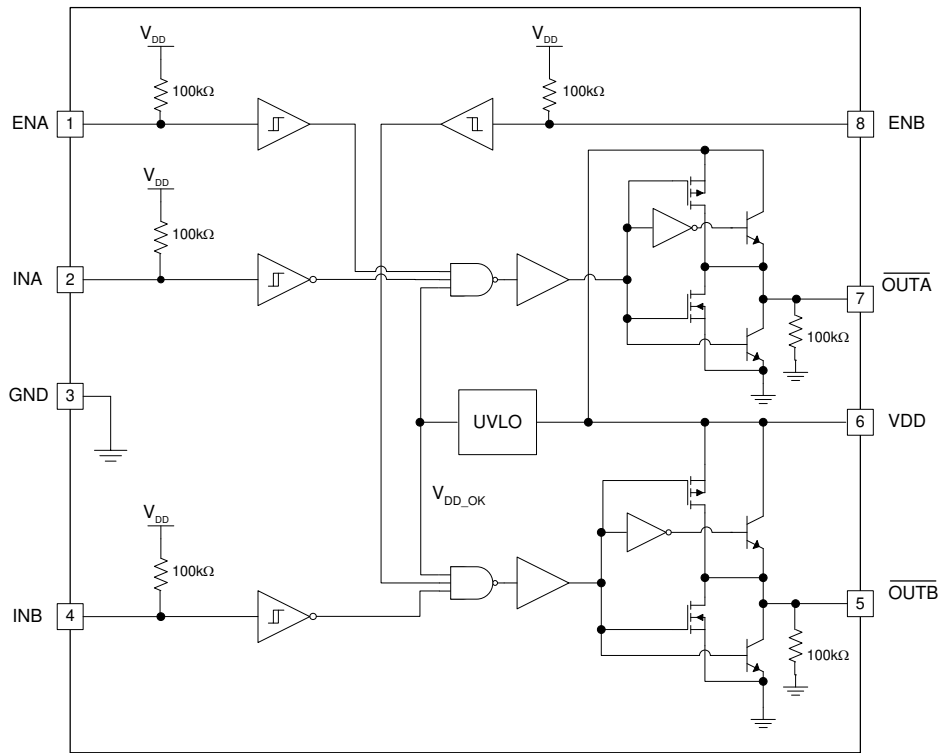 V_DD
100kΩ
ENA 1
V_DD
100kΩ
8 ENB
V_DD
100kΩ
INA 2
7 OUTA
100kΩ
GND 3
UVLO
6 VDD
V_DD_OK
V_DD
100kΩ
INB 4
5 OUTB
100kΩ